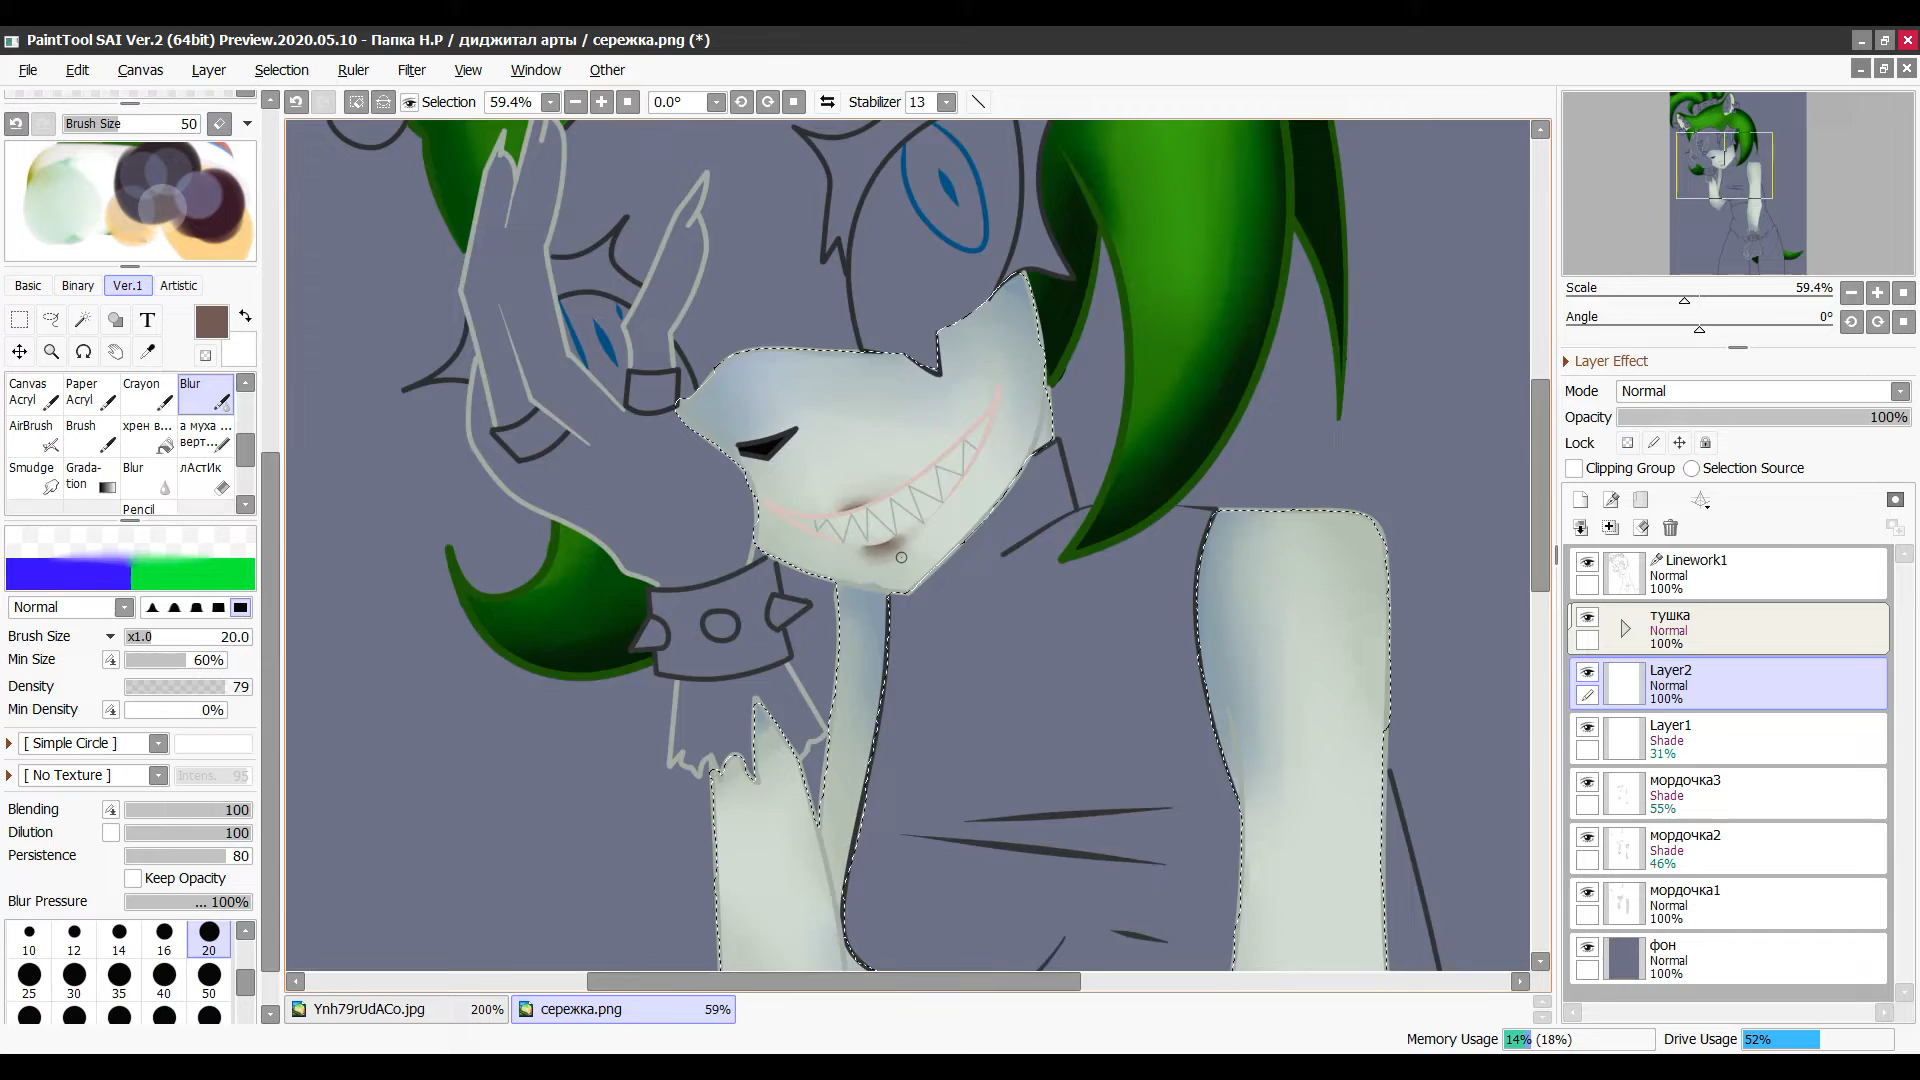 PaintTool SAI Ver.2 (64bit) Preview.2020.05.10 - Папка Н.Р / диджитал арты / сережка.png (*)
File Edit Canvas Layer Selection Ruler Filter View Window Other
Brush Size 50
Selection 59.4% 0.0° Stabilizer 13
Basic Binary Ver.1 Artistic
T
Canvas Acryl
Paper Acryl
Crayon
Blur
AirBrush
Brush
хрен в...
а муха ...
верт...
Smudge
Grada-
tion
Blur
лАстИк
Pencil
Normal
Brush Size x1.0 20.0
Min Size 60%
Density 79
Min Density 0%
[ Simple Circle ]
[ No Texture ] Intens. 95
Blending 100
Dilution 100
Persistence 80
Keep Opacity
Blur Pressure ... 100%
10 12 14 16 20
25 30 35 40 50
Ynh79rUdACo.jpg 200% сережка.png 59%
Scale 59.4%
Angle 0°
Layer Effect
Mode Normal
Opacity 100%
Lock
Clipping Group Selection Source
Linework1
Normal
100%
тушка
Normal
100%
Layer2
Normal
100%
Layer1
Shade
31%
мордочка3
Shade
55%
мордочка2
Shade
46%
мордочка1
Normal
100%
фон
Normal
100%
Memory Usage 14% (18%) Drive Usage 52%